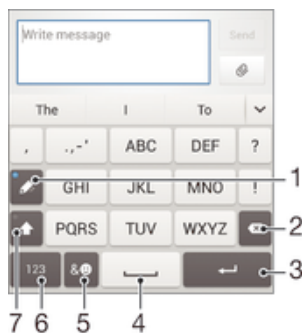 Write message
Send
The I To
, .,-' ABC DEF ?
GHI JKL MNO ! 1
PQRS TUV WXYZ 2
123 &☻ 3
7 6 5 4